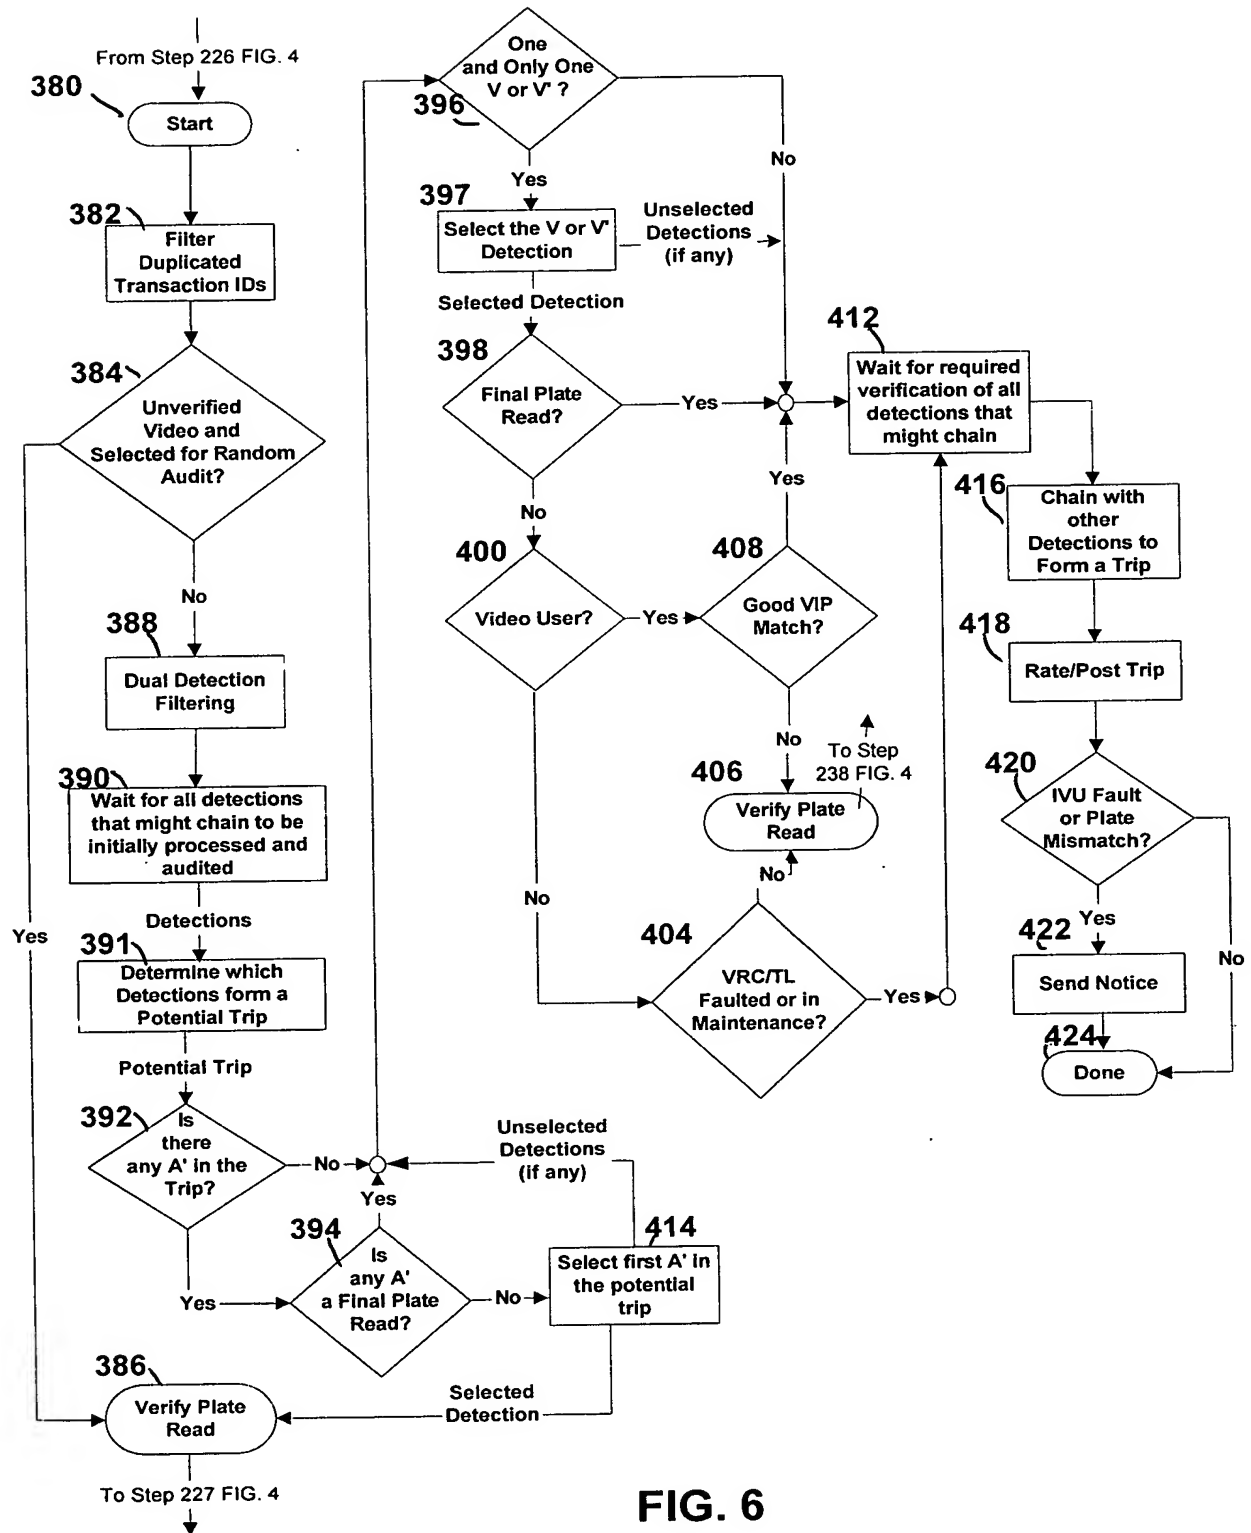 From Step 226 FIG. 4
380
Start
382
Filter
Duplicated
Transaction IDs
384
Unverified
Video and
Selected for Random
Audit?
No
Yes
388
Dual Detection
Filtering
390
Wait for all detections
that might chain to be
initially processed and
audited
Detections
391
Determine which
Detections form a
Potential Trip
Potential Trip
392
Is
there
any A' in the
Trip?
No
Yes
394
Is
any A'
a Final Plate
Read?
Yes
No
414
Select first A' in
the potential
trip
Unselected
Detections
(if any)
Selected
Detection
386
Verify Plate
Read
To Step 227 FIG. 4
One
and Only One
V or V' ?
396
No
Yes
397
Select the V or V'
Detection
Unselected
Detections
(if any)
Selected Detection
398
Final Plate
Read?
Yes
No
400
Video User?
Yes
No
408
Good VIP
Match?
Yes
No
To Step
238 FIG. 4
406
Verify Plate
Read
No
404
VRC/TL
Faulted or in
Maintenance?
Yes
412
Wait for required
verification of all
detections that
might chain
416
Chain with
other
Detections to
Form a Trip
418
Rate/Post Trip
420
IVU Fault
or Plate
Mismatch?
Yes
No
422
Send Notice
424
Done
FIG. 6